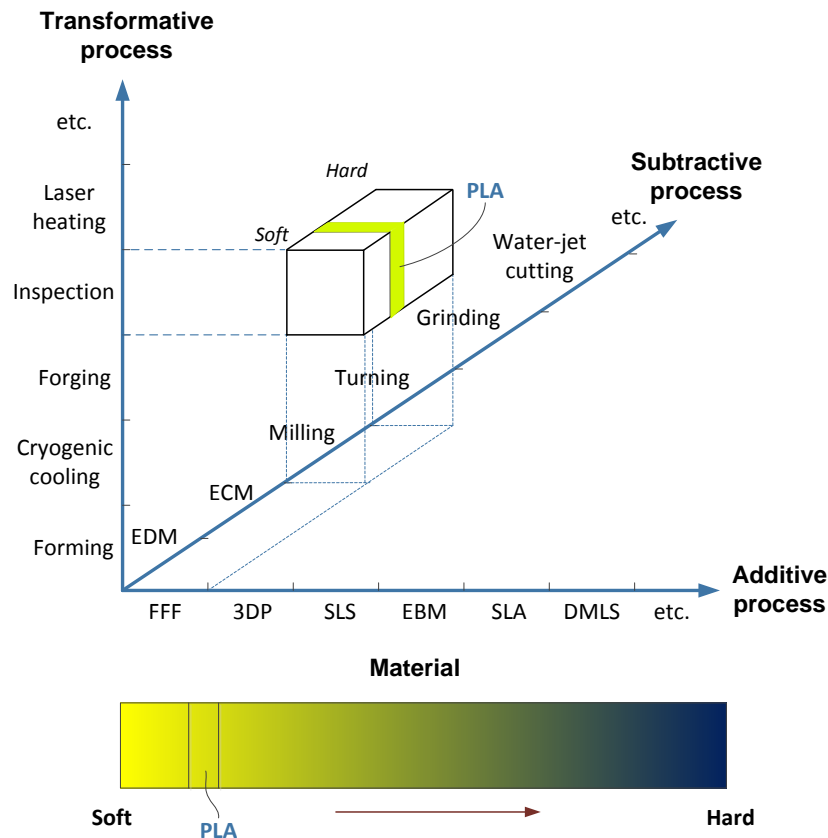 Transformative
process
etc.
Laser
heating
Inspection
Forging
Cryogenic
cooling
Forming
Hard
Soft
PLA
Subtractive
process
etc.
Water-jet
cutting
Grinding
Turning
Milling
ECM
EDM
Additive
process
FFF 3DP SLS EBM SLA DMLS etc.
Material
Soft
PLA
Hard